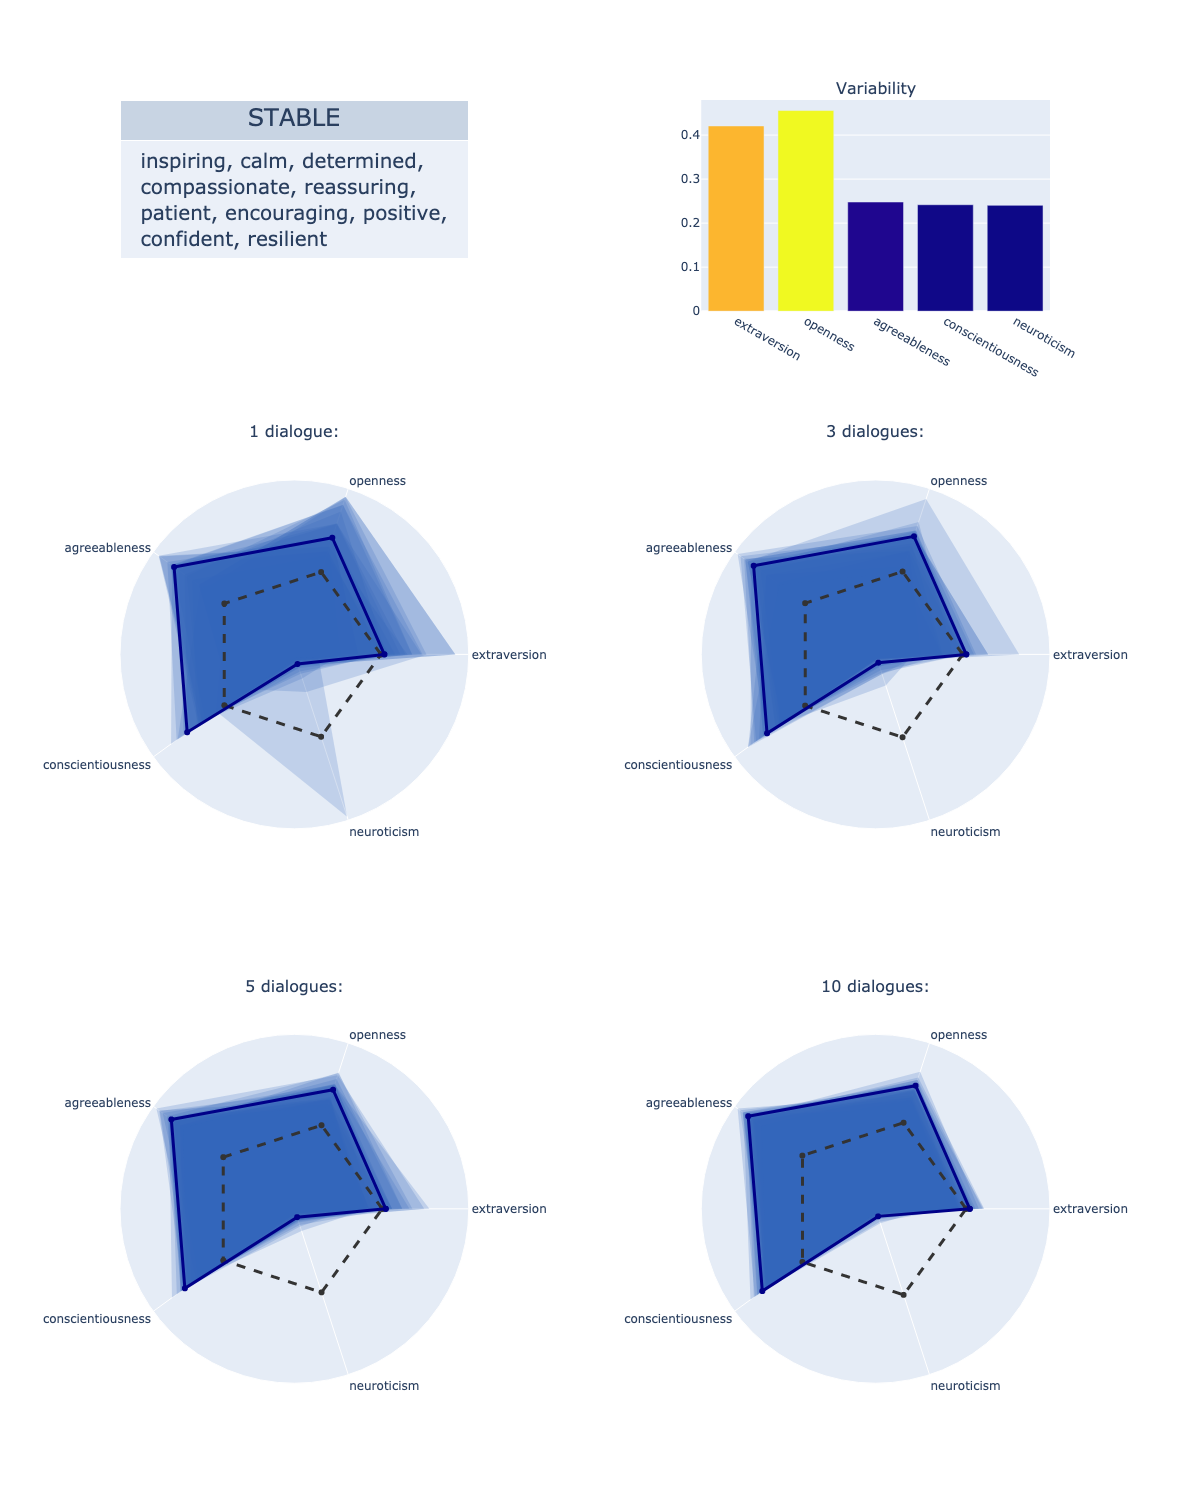 STABLE
inspiring, calm, determined,
compassionate, reassuring,
patient, encouraging, positive,
confident, resilient
Variability
0.4
0.3
0.2
0.1
0
extraversion
openness
agreeableness
conscientiousness
neuroticism
1 dialogue:
openness
agreeableness
extraversion
conscientiousness
neuroticism
3 dialogues:
openness
agreeableness
extraversion
conscientiousness
neuroticism
5 dialogues:
openness
agreeableness
extraversion
conscientiousness
neuroticism
10 dialogues:
openness
agreeableness
extraversion
conscientiousness
neuroticism